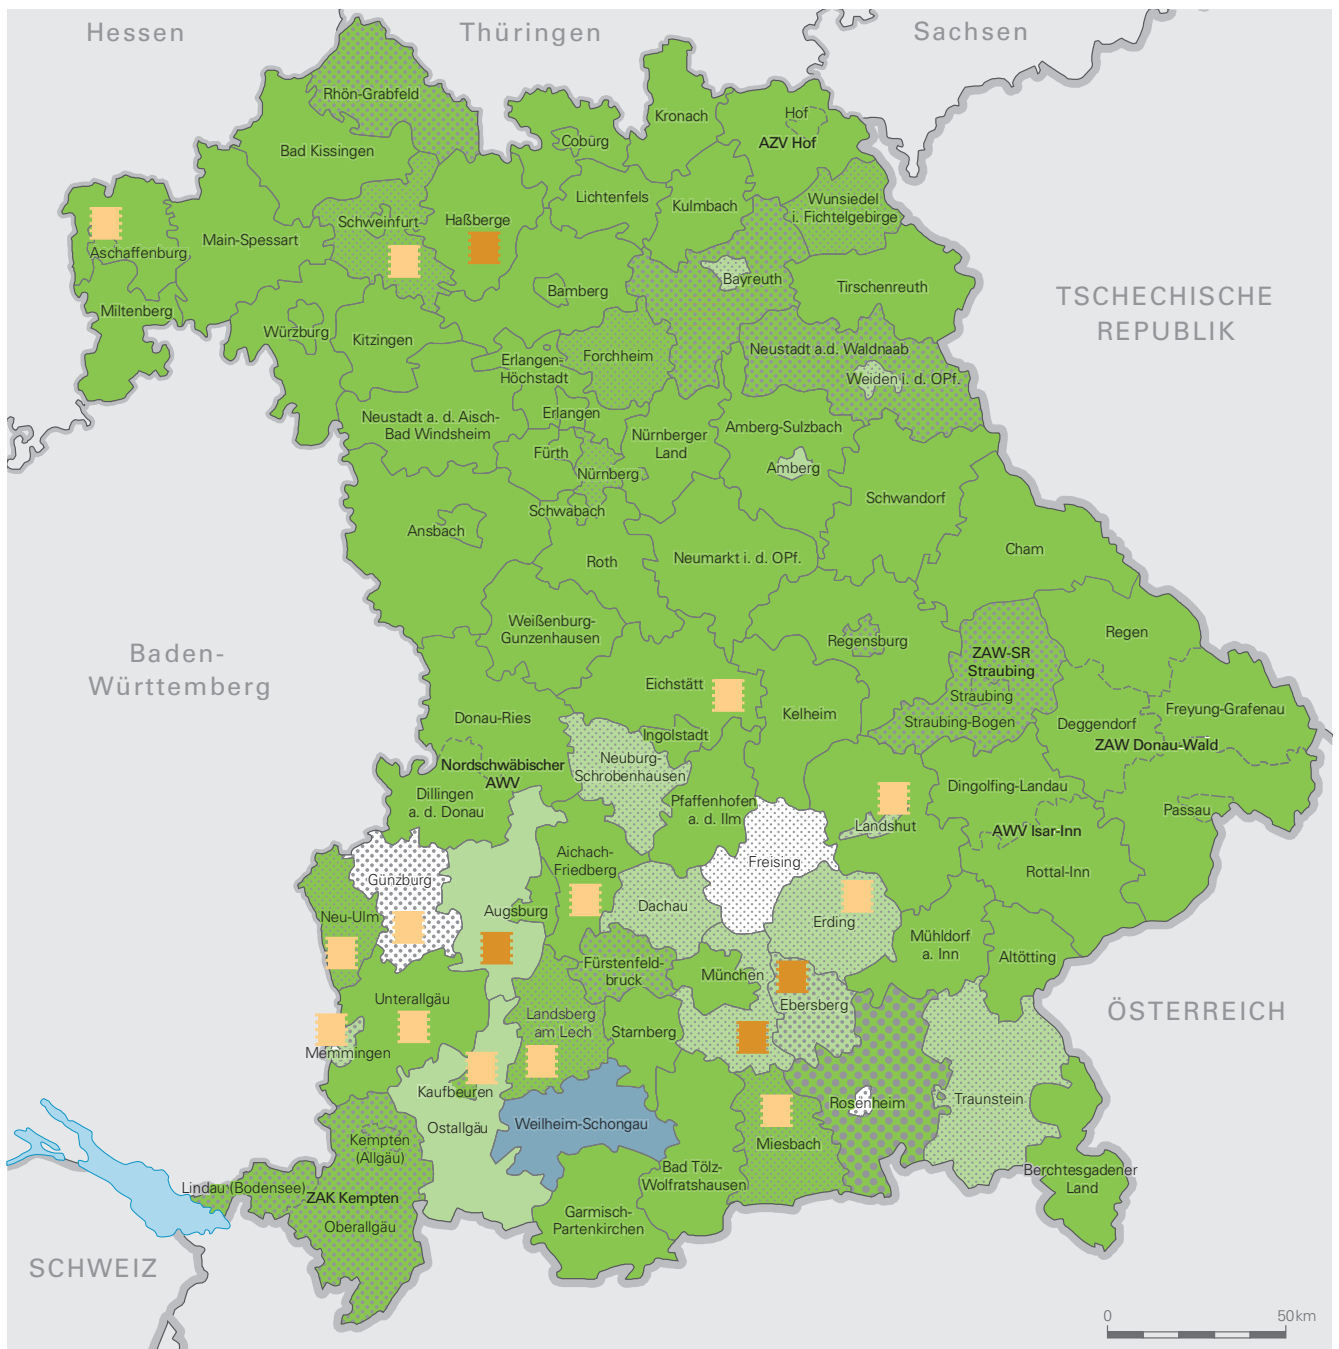 Hessen
Thüringen
Sachsen
Rhön-Grabfeld
Kronach
Hof
AZV Hof
Coburg
Bad Kissingen
Lichtenfels
Kulmbach
Wunsiedel
i. Fichtelgebirge
Schweinfurt
Haßberge
Main-Spessart
Aschaffenburg
Bayreuth
Tirschenreuth
Bamberg
TSCHECHISCHE
REPUBLIK
Miltenberg
Würzburg
Kitzingen
Erlangen-
Höchstadt
Forchheim
Neustadt a.d. Waldnaab
Weiden i. d. OPf.
Neustadt a. d. Aisch-
Bad Windsheim
Erlangen
Nürnberger
Land
Amberg-Sulzbach
Fürth
Nürnberg
Amberg
Schwandorf
Schwabach
Ansbach
Roth
Neumarkt i. d. OPf.
Cham
Weißenburg-
Gunzenhausen
Regensburg
Regen
ZAW-SR
Straubing
Baden-
Württemberg
Eichstätt
Straubing
Kelheim
Straubing-Bogen
Deggendorf
Freyung-Grafenau
Donau-Ries
Ingolstadt
ZAW Donau-Wald
Nordschwäbischer
AWV
Neuburg-
Schrobenhausen
Dillingen
a. d. Donau
Pfaffenhofen
a. d. Ilm
Dingolfing-Landau
Passau
Landshut
AWV Isar-Inn
Aichach-
Friedberg
Freising
Rottal-Inn
Günzburg
Neu-Ulm
Augsburg
Dachau
Erding
Mühldorf
a. Inn
Altötting
Fürstenfeld-
bruck
München
Ebersberg
Unterallgäu
Landsberg
am Lech
Starnberg
ÖSTERREICH
Memmingen
Kaufbeuren
Ostallgäu
Weilheim-Schongau
Rosenheim
Traunstein
Miesbach
Kempten
(Allgäu)
Bad Tölz-
Wolfratshausen
Berchtesgadener
Land
Lindau (Bodensee)
ZAK Kempten
Oberallgäu
Garmisch-
Partenkirchen
SCHWEIZ
0
50km